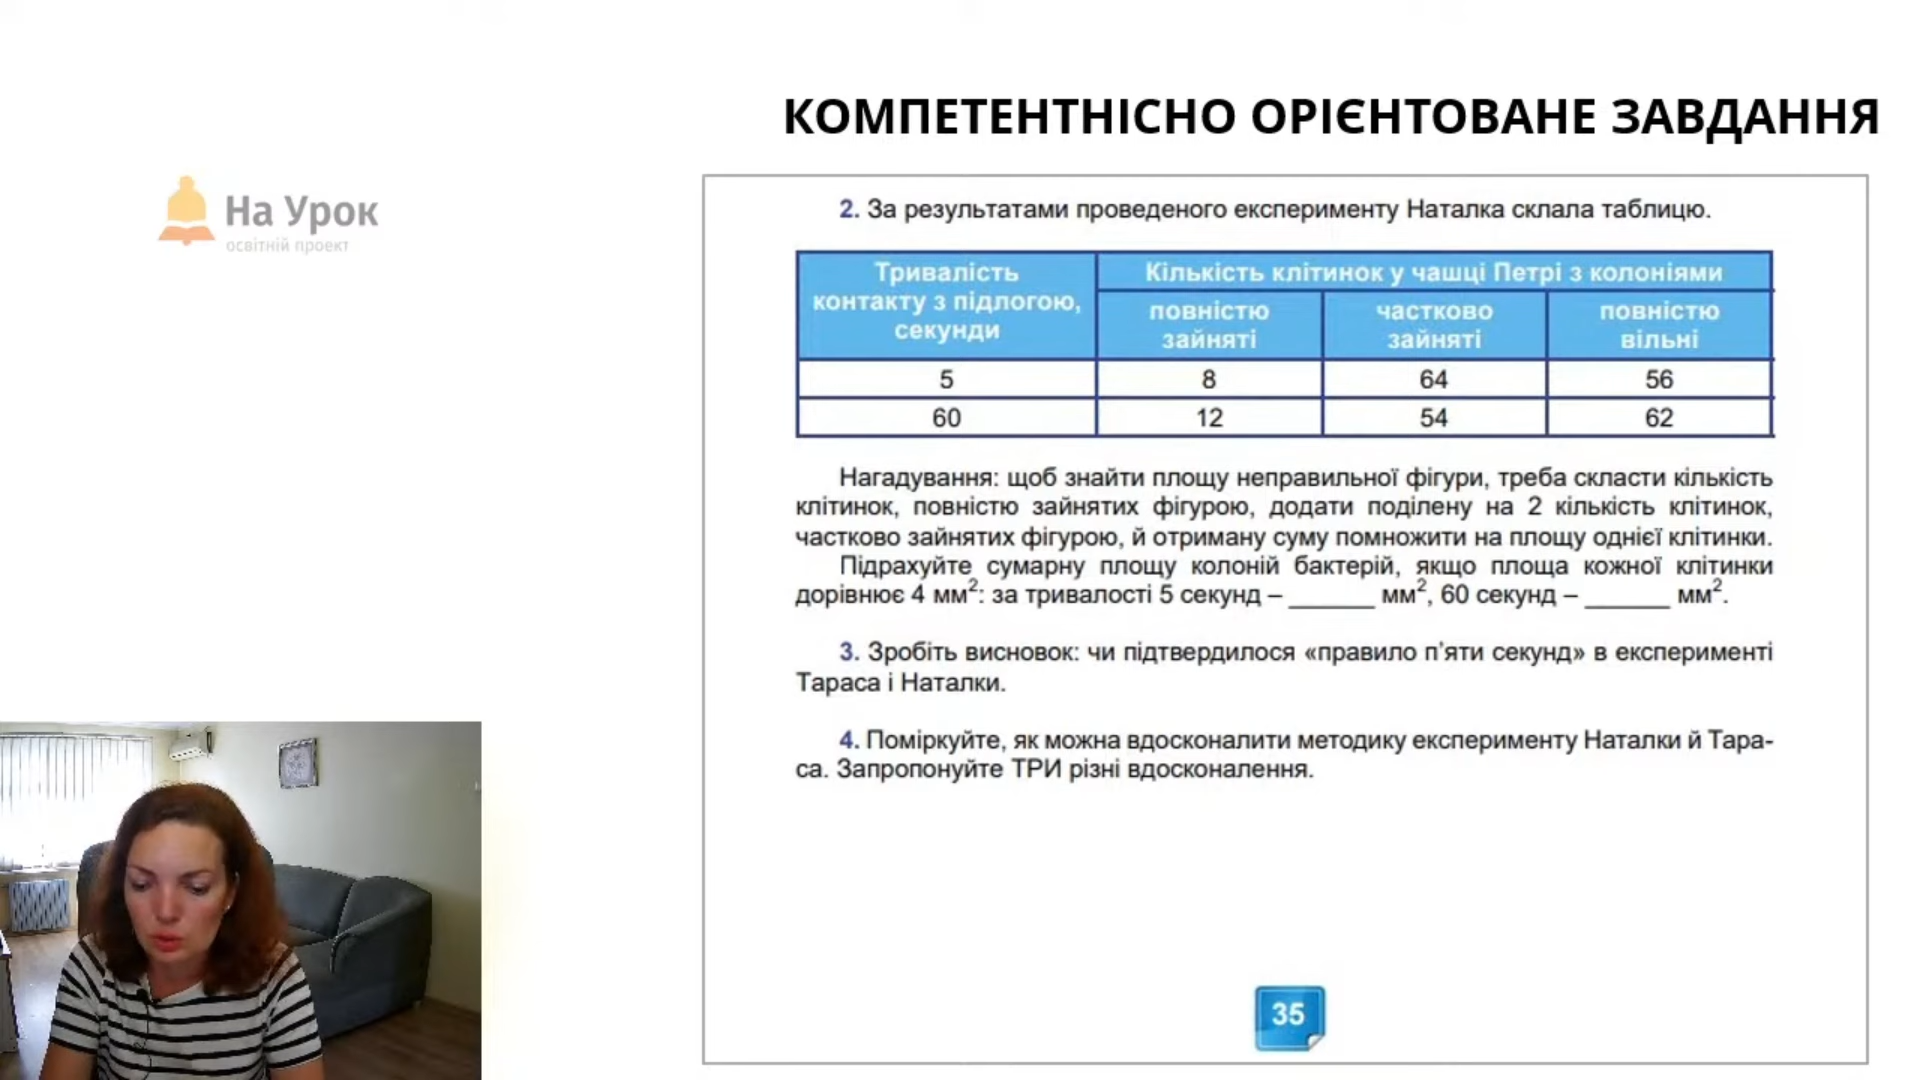 КОМПЕТЕНТНІСНО ОРІЄНТОВАНЕ ЗАВДАННЯ
На Урок
освітній проект
2. За результатами проведеного експерименту Наталка склала таблицю.
Тривалість контакту з підлогою, секунди
Кількість клітинок у чашці Петрі з колоніями
повністю зайняті
частково зайняті
повністю вільні
5 8 64 56
60 12 54 62
Нагадування: щоб знайти площу неправильної фігури, треба скласти кількість
клітинок, повністю зайнятих фігурою, додати поділену на 2 кількість клітинок,
частково зайнятих фігурою, й отриману суму помножити на площу однієї клітинки.
Підрахуйте сумарну площу колоній бактерій, якщо площа кожної клітинки
дорівнює 4 мм²: за тривалості 5 секунд – ______ мм², 60 секунд – ______ мм².
3. Зробіть висновок: чи підтвердилося «правило п'яти секунд» в експерименті
Тараса і Наталки.
4. Поміркуйте, як можна вдосконалити методику експерименту Наталки й Тара-
са. Запропонуйте ТРИ різні вдосконалення.
35